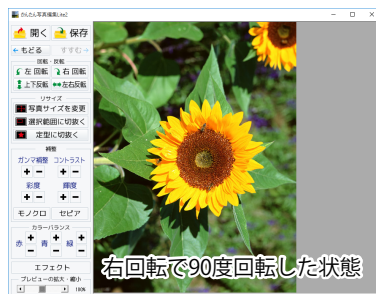 かんたん写真編集Lite2
開く 保存
もどる すすむ
回転・反転
左 回転 右 回転
上下反転 左右反転
リサイズ
写真サイズを変更
選択範囲に切抜く
定型に切抜く
補整
ガンマ補整 コントラスト
+ - + -
彩度 輝度
+ - + -
モノクロ セピア
カラーバランス
赤 + - 青 + - 緑 + -
エフェクト
プレビューの拡大・縮小
100%
右回転で90度回転した状態